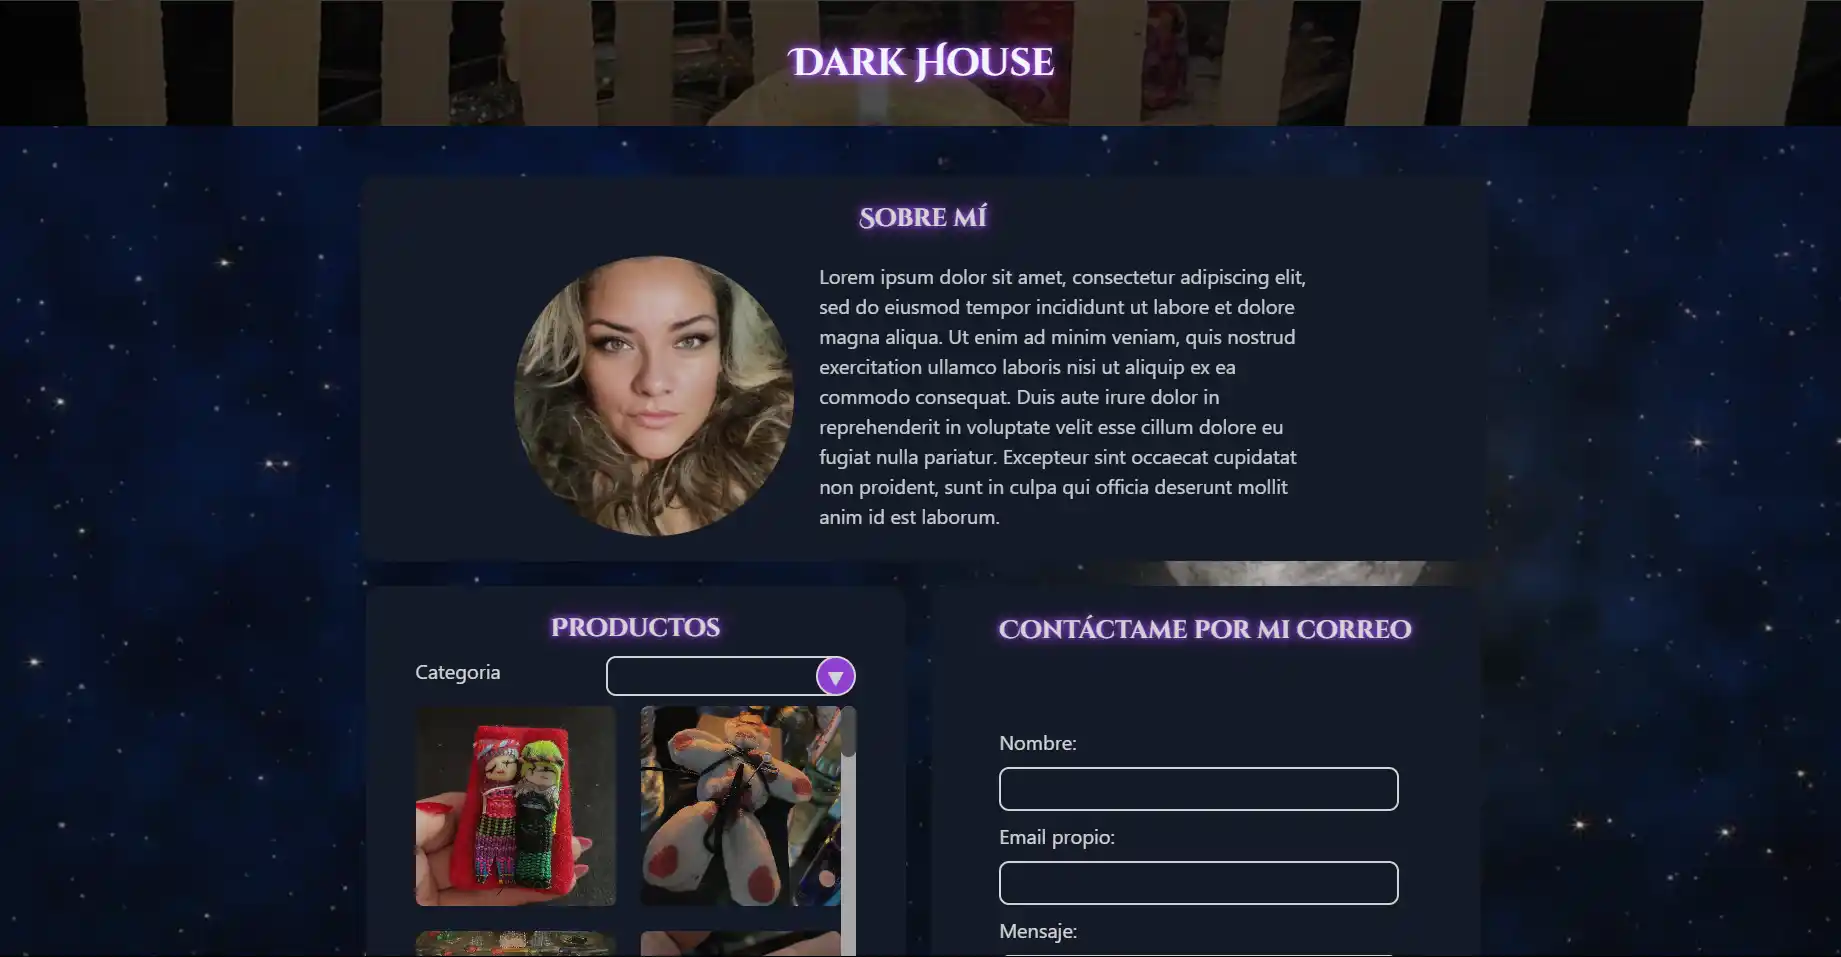 Dark House
Sobre mí
Lorem ipsum dolor sit amet, consectetur adipiscing elit,
sed do eiusmod tempor incididunt ut labore et dolore
magna aliqua. Ut enim ad minim veniam, quis nostrud
exercitation ullamco laboris nisi ut aliquip ex ea
commodo consequat. Duis aute irure dolor in
reprehenderit in voluptate velit esse cillum dolore eu
fugiat nulla pariatur. Excepteur sint occaecat cupidatat
non proident, sunt in culpa qui officia deserunt mollit
anim id est laborum.
Productos
Categoria
Contáctame por mi correo
Nombre:
Email propio:
Mensaje: